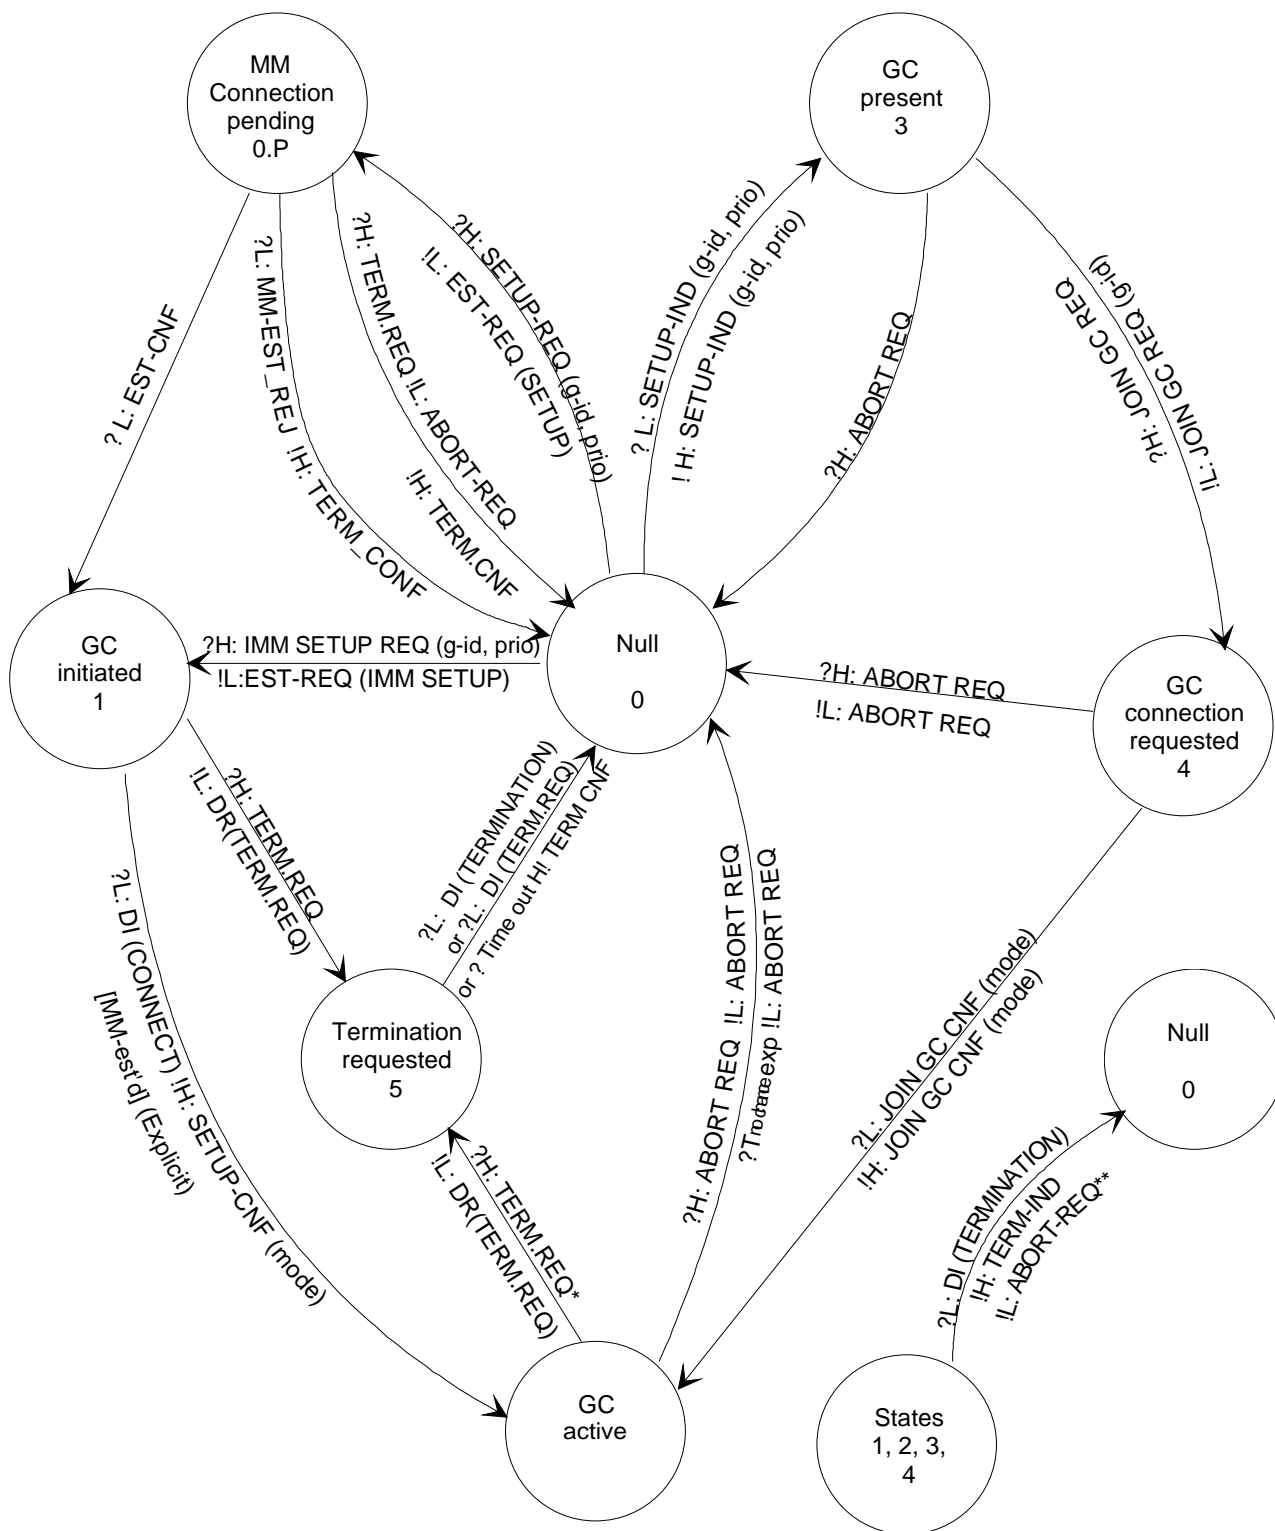 MM
Connection
pending
0.P
GC
present
3
? L: EST-CNF
?L: MM-EST_REJ !H: TERM_CONF
?H: TERM.REQ !L: ABORT-REQ
!H: TERM.CNF
?H: SETUP-REQ (g-id, prio)
!L: EST-REQ (SETUP)
? L: SETUP-IND (g-id, prio)
! H: SETUP-IND (g-id, prio)
?H: ABORT REQ
!L: JOIN GC REQ (g-id)
?H: JOIN GC REQ
GC
initiated
1
?H: IMM SETUP REQ (g-id, prio)
!L:EST-REQ (IMM SETUP)
Null
0
?H: ABORT REQ
!L: ABORT REQ
GC
connection
requested
4
?H: TERM.REQ
!L: DR(TERM.REQ)
?L: DI (TERMINATION)
or ?L: DI (TERM.REQ)
or ? Time out H! TERM CNF
?L: DI (CONNECT) !H: SETUP-CNF (mode)
[MM-est'd] (Explicit)
Termination
requested
5
?H: ABORT REQ !L: ABORT REQ
exp !L: ABORT REQ
?L: JOIN GC CNF (mode)
!H: JOIN GC CNF (mode)
Null
0
?H: TERM.REQ*
!L: DR(TERM.REQ)
?L: DI (TERMINATION)
!H: TERM-IND
!L: ABORT-REQ**
GC
active
States
1, 2, 3,
4